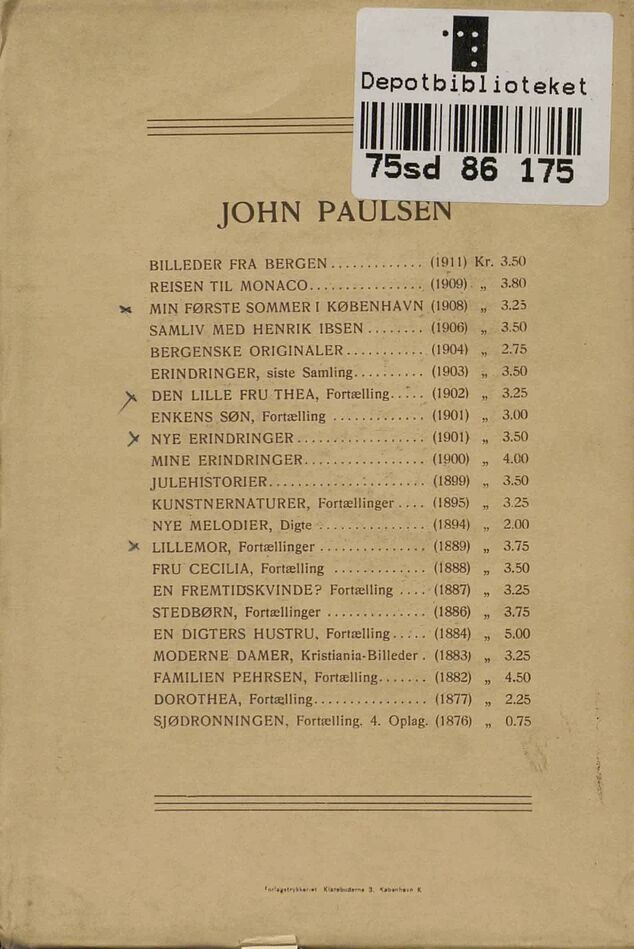 Depotbiblioteket
75sd 86 175
JOHN PAULSEN
BILLEDER FRA BERGEN ............. (1911) Kr. 3.50
REISEN TIL MONACO................ (1909) „ 3.80
MIN FØRSTE SOMMER I KØBENHAVN (1908) „ 3.25
SAMLIV MED HENRIK IBSEN ........ (1906) „ 3.50
BERGENSKE ORIGINALER ........... (1904) „ 2.75
ERINDRINGER, siste Samling.......... (1903) „ 3.50
DEN LILLE FRU THEA, Fortælling..... (1902) „ 3.25
ENKENS SØN, Fortælling ............. (1901) „ 3.00
NYE ERINDRINGER.................. (1901) „ 3.50
MINE ERINDRINGER................. (1900) „ 4.00
JULEHISTORIER...................... (1899) „ 3.50
KUNSTNERNATURER, Fortællinger .... (1895) „ 3.25
NYE MELODIER, Digte ............... (1894) „ 2.00
LILLEMOR, Fortællinger ............... (1889) „ 3.75
FRU CECILIA, Fortælling ............. (1888) „ 3.50
EN FREMTIDSKVINDE? Fortælling .... (1887) „ 3.25
STEDBØRN, Fortællinger .............. (1886) „ 3.75
EN DIGTERS HUSTRU, Fortælling..... (1884) „ 5.00
MODERNE DAMER, Kristiania-Billeder . (1883) „ 3.25
FAMILIEN PEHRSEN, Fortælling....... (1882) „ 4.50
DOROTHEA, Fortælling................ (1877) „ 2.25
SJØDRONNINGEN, Fortælling. 4. Oplag. (1876) „ 0.75
Forlagstrykkeriet Klareboderne 3. København K